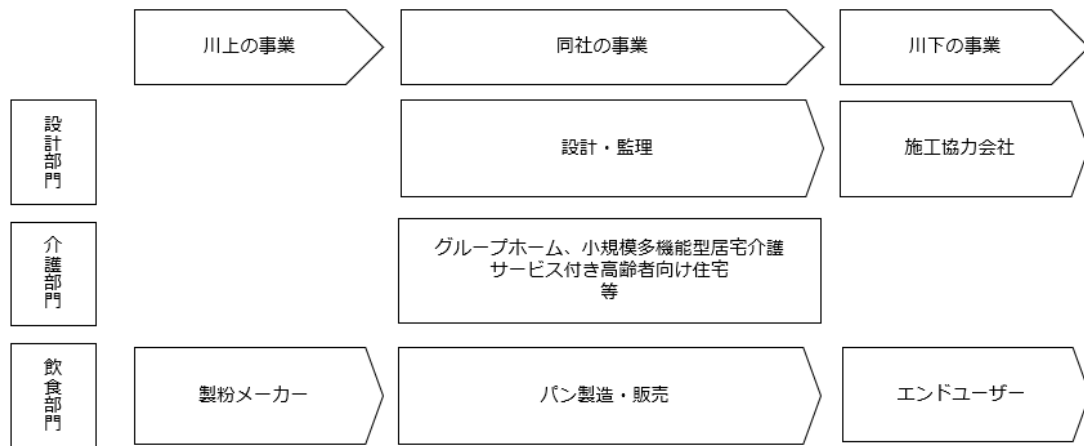 川上の事業
同社の事業
川下の事業
設計部門
設計・監理
施工協力会社
介護部門
グループホーム、小規模多機能型居宅介護
サービス付き高齢者向け住宅
等
飲食部門
製粉メーカー
パン製造・販売
エンドユーザー